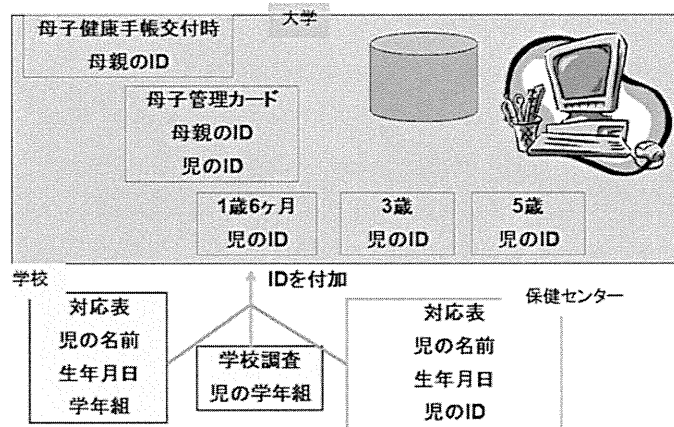 大学
母子健康手帳交付時
母親のID
母子管理カード
母親のID
児のID
1歳6ヶ月
児のID
3歳
児のID
5歳
児のID
学校
IDを付加
保健センター
対応表
児の名前
生年月日
学年組
学校調査
児の学年組
対応表
児の名前
生年月日
児のID